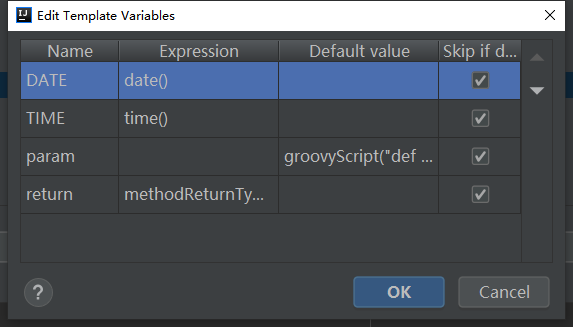 IJ Edit Template Variables
Name Expression Default value Skip if d...
DATE date()
TIME time()
param groovyScript("def ...
return methodReturnTy...
? OK Cancel